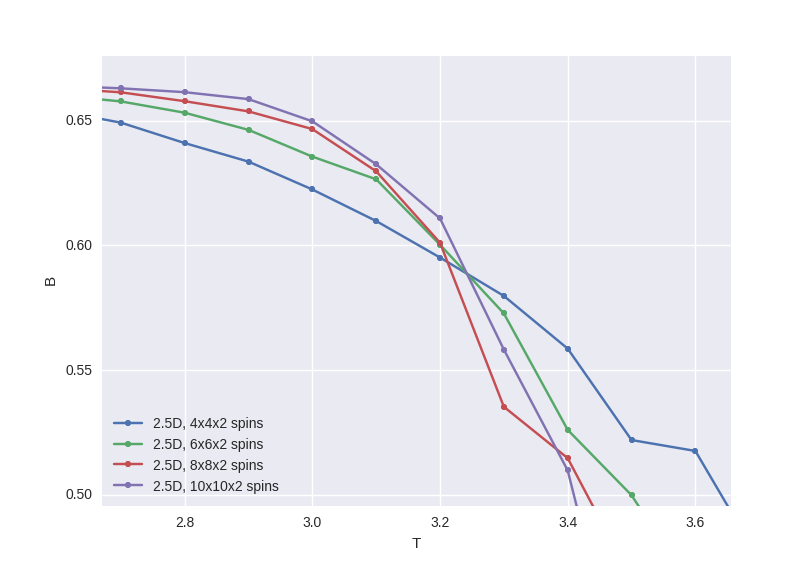 0.65
0.60
0.55
0.50
B
2.5D, 4x4x2 spins
2.5D, 6x6x2 spins
2.5D, 8x8x2 spins
2.5D, 10x10x2 spins
2.8
3.0
3.2
3.4
3.6
T